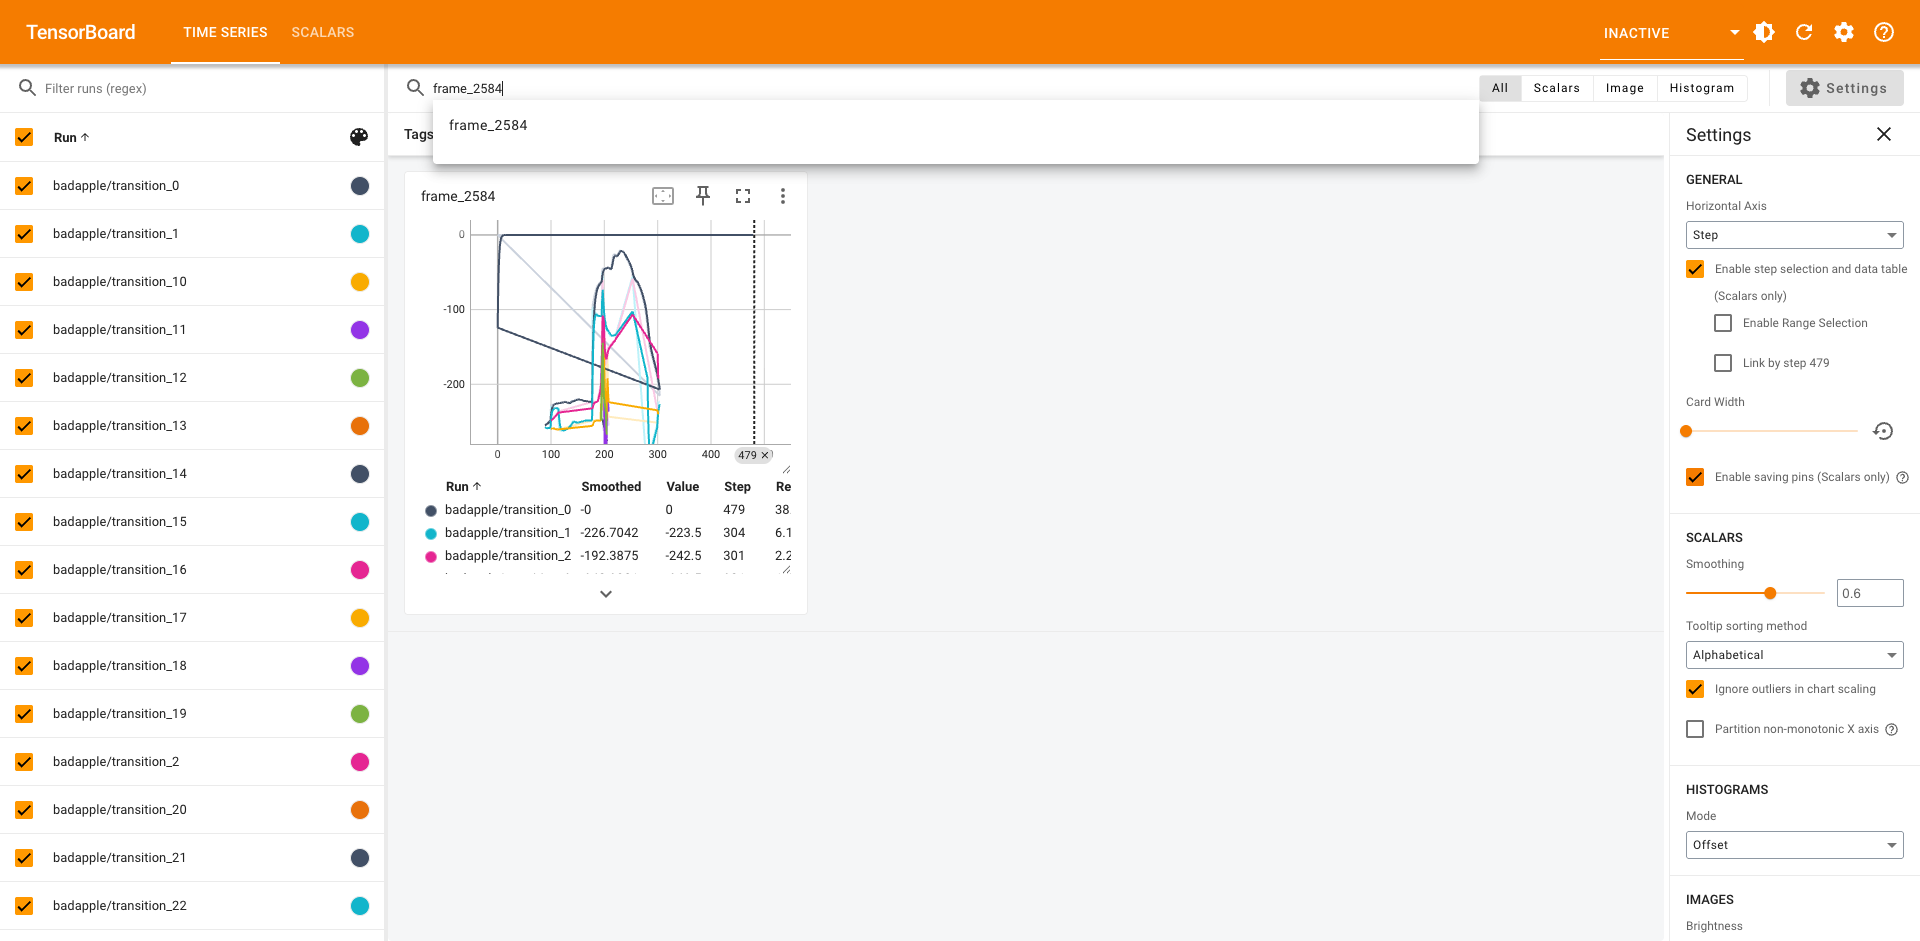 TensorBoard
TIME SERIES
SCALARS
INACTIVE
Filter runs (regex)
frame_2584
All
Scalars
Image
Histogram
Settings
Run
badapple/transition_0
badapple/transition_1
badapple/transition_10
badapple/transition_11
badapple/transition_12
badapple/transition_13
badapple/transition_14
badapple/transition_15
badapple/transition_16
badapple/transition_17
badapple/transition_18
badapple/transition_19
badapple/transition_2
badapple/transition_20
badapple/transition_21
badapple/transition_22
Tags
frame_2584
frame_2584
0
-100
-200
0 100 200 300 400 479
Run Smoothed Value Step Re
badapple/transition_0 -0 0 479 38.
badapple/transition_1 -226.7042 -223.5 304 6.1
badapple/transition_2 -192.3875 -242.5 301 2.2
Settings
GENERAL
Horizontal Axis
Step
Enable step selection and data table
(Scalars only)
Enable Range Selection
Link by step 479
Card Width
Enable saving pins (Scalars only)
SCALARS
Smoothing
0.6
Tooltip sorting method
Alphabetical
Ignore outliers in chart scaling
Partition non-monotonic X axis
HISTOGRAMS
Mode
Offset
IMAGES
Brightness